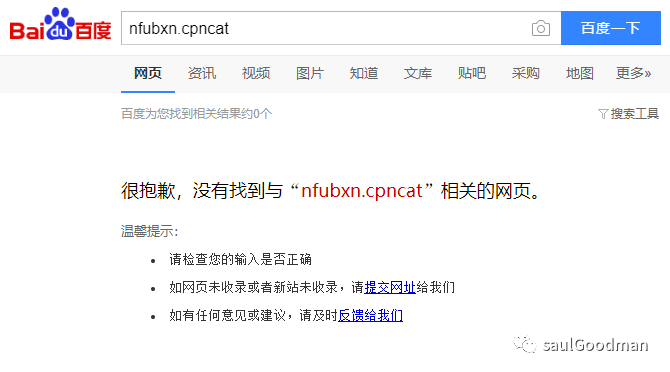 Bai du 百度 nfubxn.cpncat 百度一下
网页 资讯 视频 图片 知道 文库 贴吧 采购 地图 更多»
百度为您找到相关结果约0个 搜索工具
很抱歉，没有找到与“nfubxn.cpncat”相关的网页。
温馨提示：
• 请检查您的输入是否正确
• 如网页未收录或者新站未收录，请提交网址给我们
• 如有任何意见或建议，请及时反馈给我们
saulGoodman